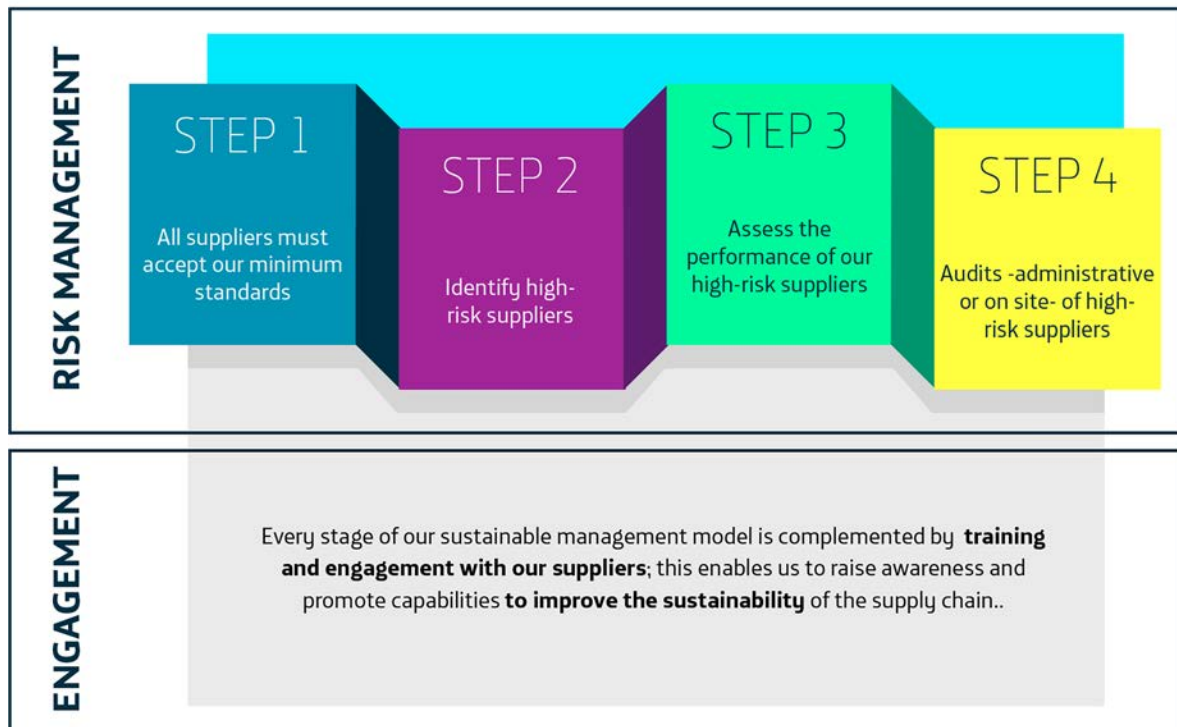 RISK MANAGEMENT
STEP 1
All suppliers must
accept our minimum
standards
STEP 2
Identify high-
risk suppliers
STEP 3
Assess the
performance of our
high-risk suppliers
STEP 4
Audits -administrative
or on site- of high-
risk suppliers
ENGAGEMENT
Every stage of our sustainable management model is complemented by training
and engagement with our suppliers; this enables us to raise awareness and
promote capabilities to improve the sustainability of the supply chain..